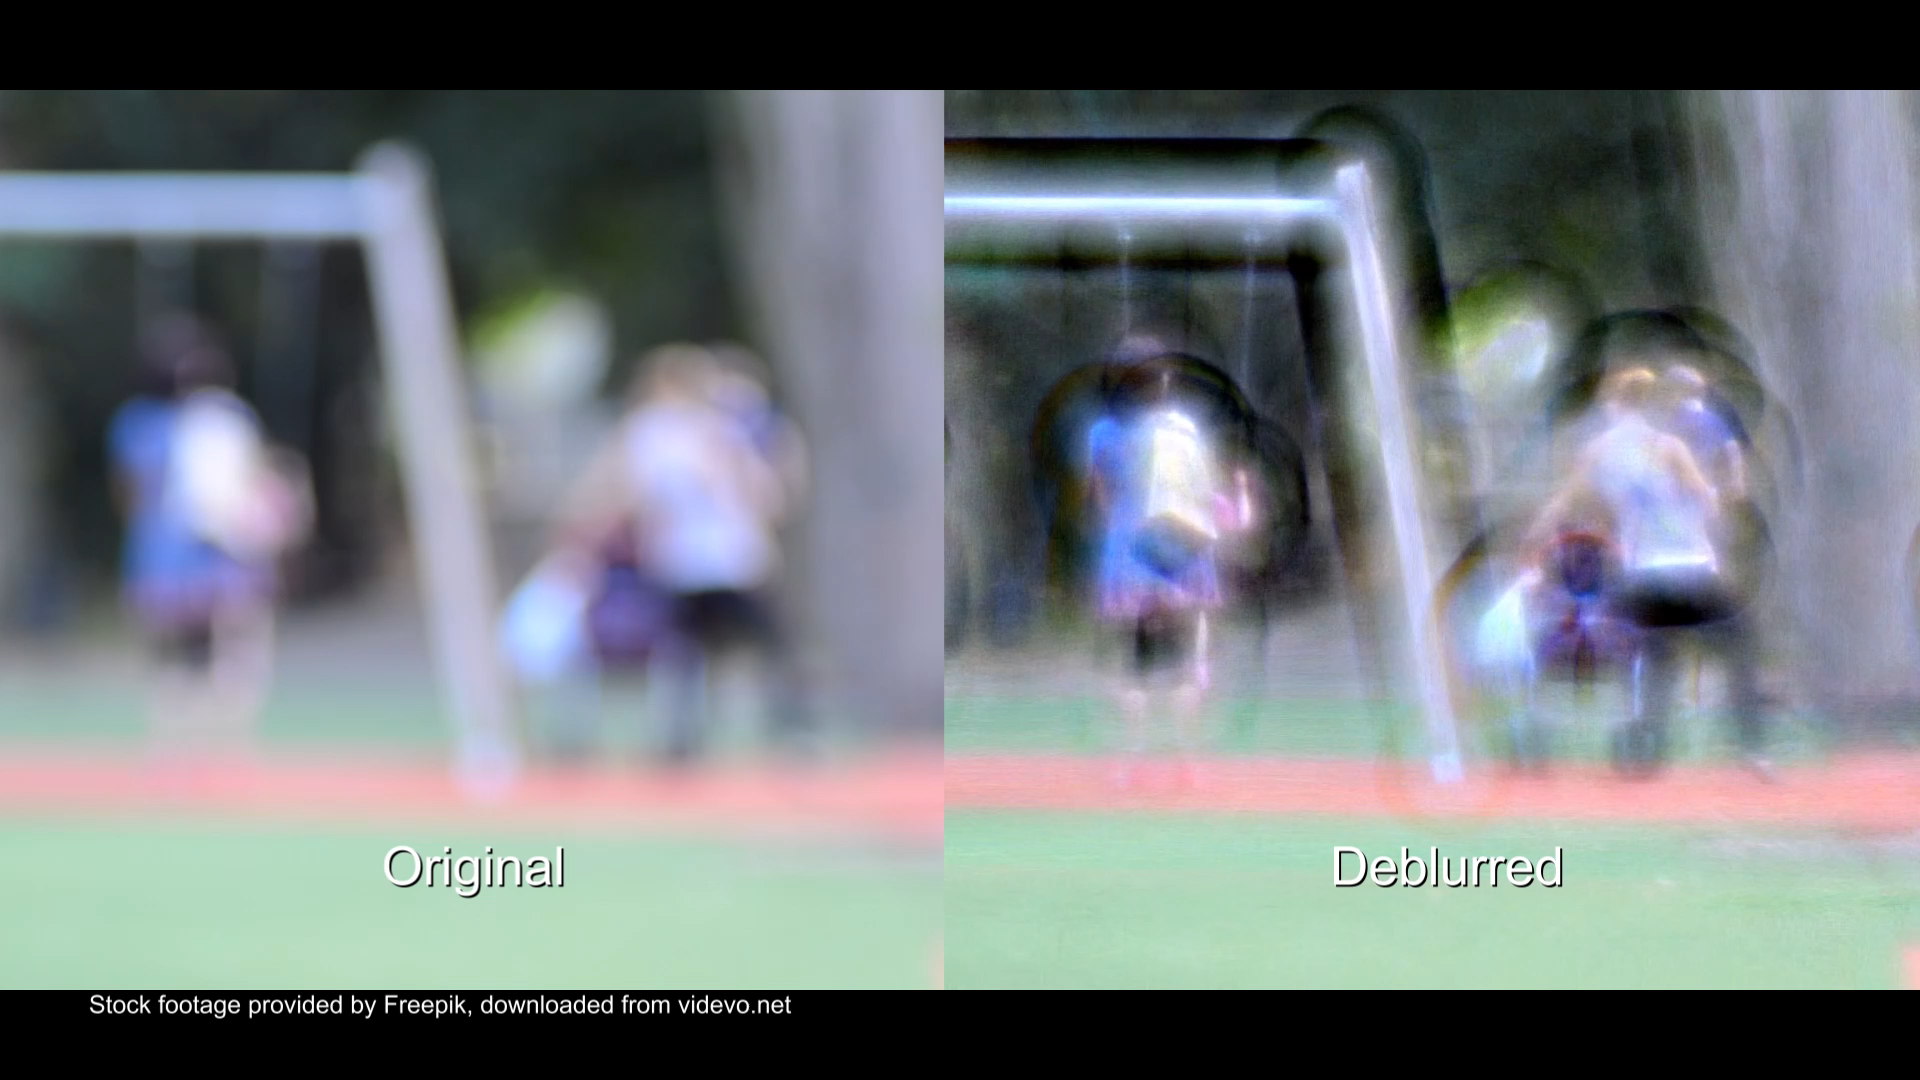 Original
Deblurred
Stock footage provided by Freepik, downloaded from videvo.net